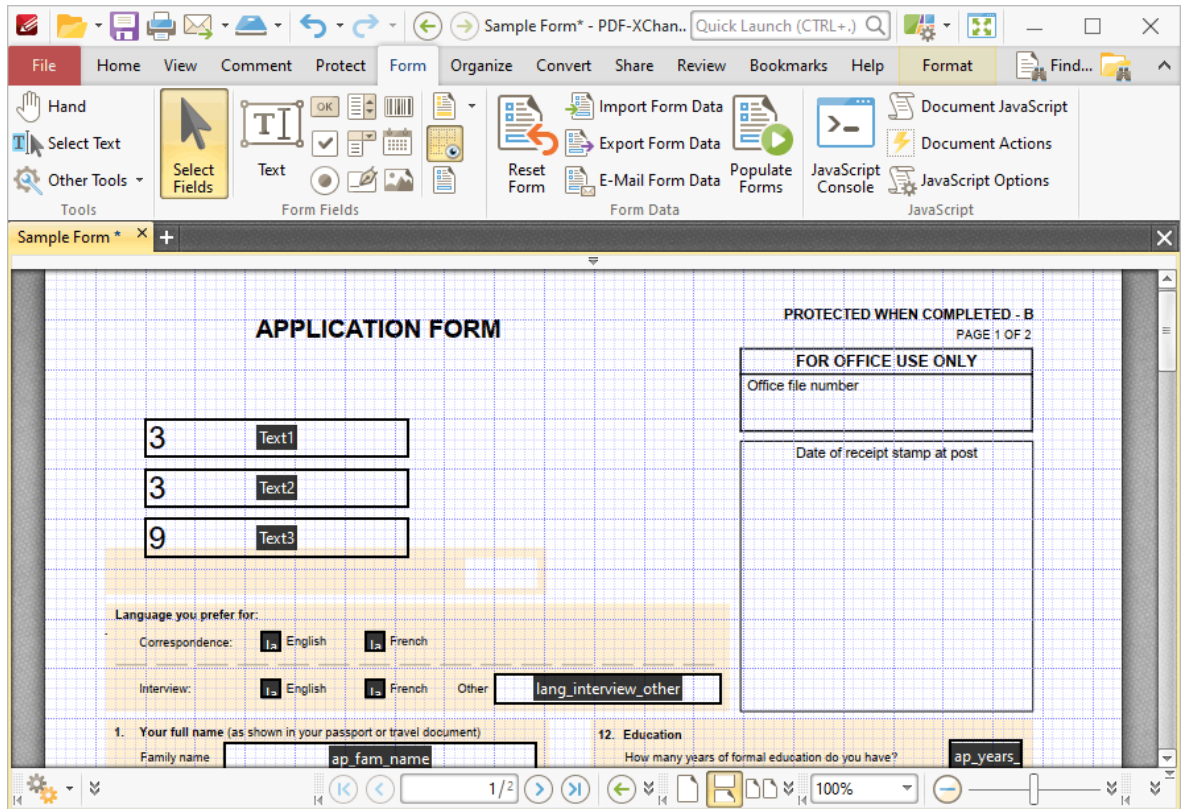 Sample Form* - PDF-XChan..
Quick Launch (CTRL+.)
File Home View Comment Protect Form Organize Convert Share Review Bookmarks Help Format Find...
Hand
Select Text
Other Tools
Tools
Select Fields
Text
OK
Form Fields
Reset Form
Import Form Data
Export Form Data
E-Mail Form Data
Populate Forms
Form Data
JavaScript Console
Document JavaScript
Document Actions
JavaScript Options
JavaScript
Sample Form *
APPLICATION FORM
PROTECTED WHEN COMPLETED - B
PAGE 1 OF 2
FOR OFFICE USE ONLY
Office file number
Date of receipt stamp at post
3 Text1
3 Text2
9 Text3
Language you prefer for:
Correspondence: la English la French
Interview: la English la French Other lang_interview_other
1. Your full name (as shown in your passport or travel document)
Family name ap_fam_name
12. Education
How many years of formal education do you have? ap_years_
1/2
100%